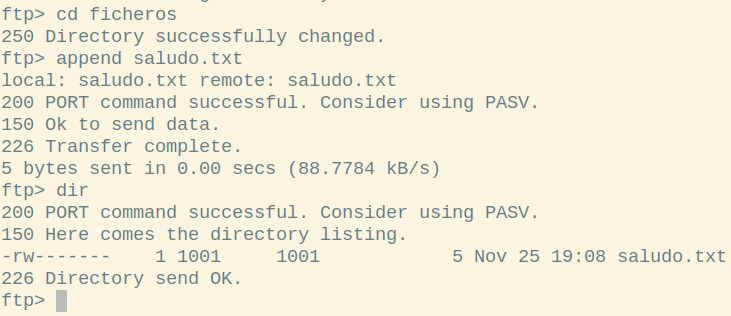 ftp> cd ficheros
250 Directory successfully changed.
ftp> append saludo.txt
local: saludo.txt remote: saludo.txt
200 PORT command successful. Consider using PASV.
150 Ok to send data.
226 Transfer complete.
5 bytes sent in 0.00 secs (88.7784 kB/s)
ftp> dir
200 PORT command successful. Consider using PASV.
150 Here comes the directory listing.
-rw-------    1 1001     1001            5 Nov 25 19:08 saludo.txt
226 Directory send OK.
ftp>